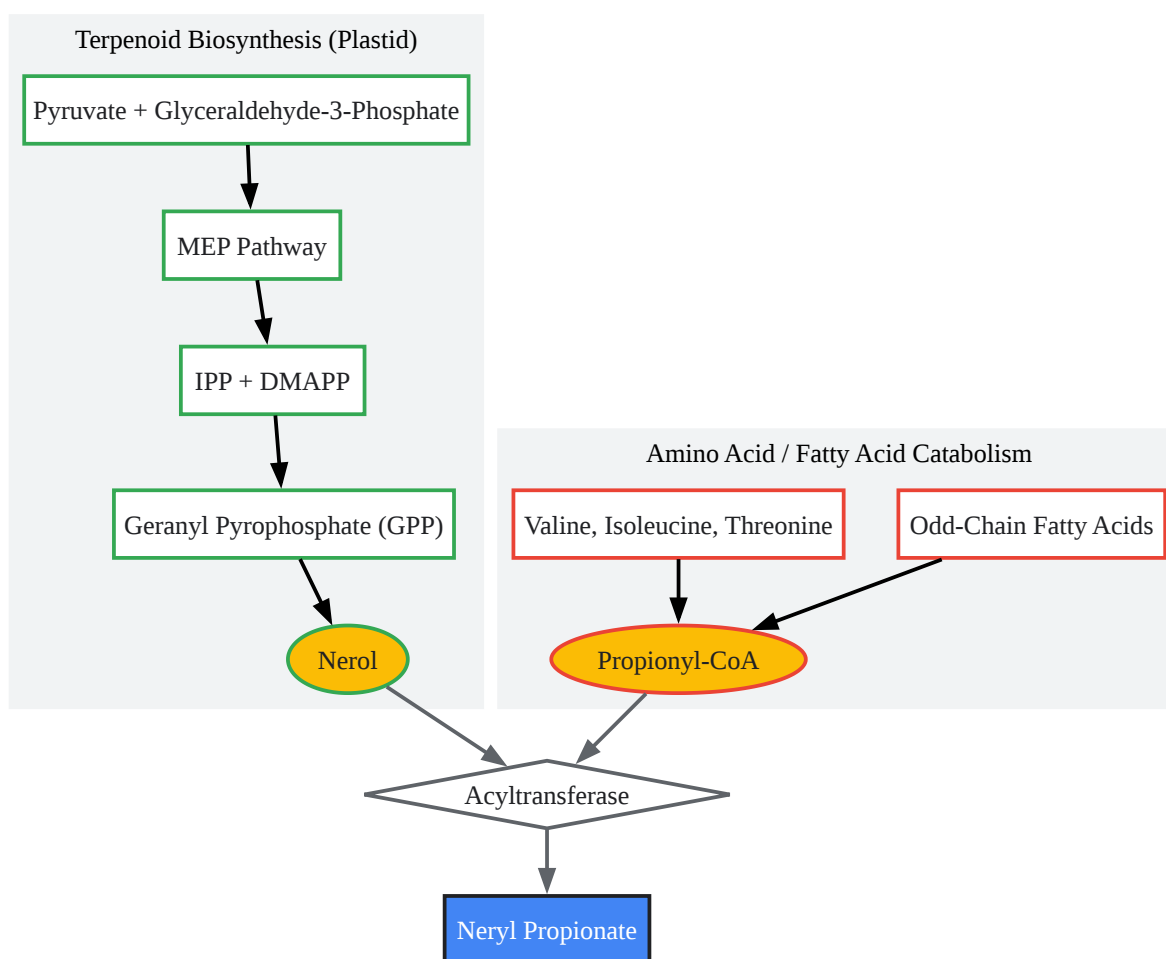 Terpenoid Biosynthesis (Plastid)
Pyruvate + Glyceraldehyde-3-Phosphate
MEP Pathway
IPP + DMAPP
Geranyl Pyrophosphate (GPP)
Nerol
Amino Acid / Fatty Acid Catabolism
Valine, Isoleucine, Threonine
Odd-Chain Fatty Acids
Propionyl-CoA
Acyltransferase
Neryl Propionate